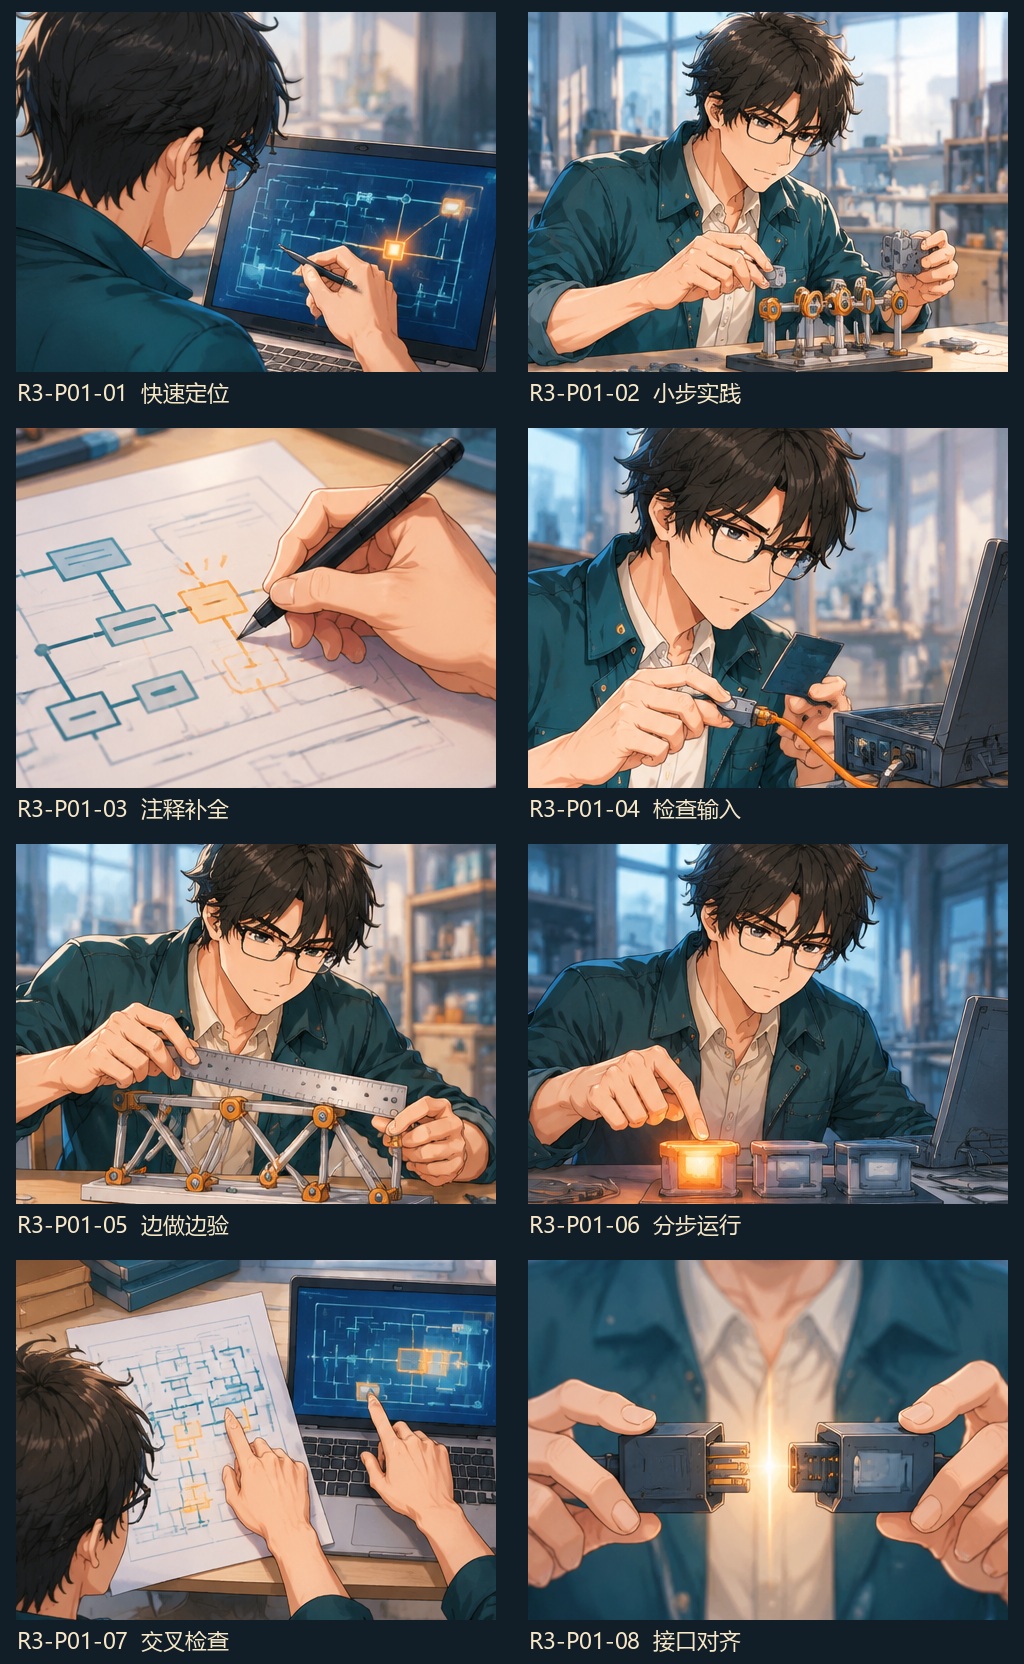 R3-P01-01 快速定位
R3-P01-02 小步实践
R3-P01-03 注释补全
R3-P01-04 检查输入
R3-P01-05 边做边验
R3-P01-06 分步运行
R3-P01-07 交叉检查
R3-P01-08 接口对齐